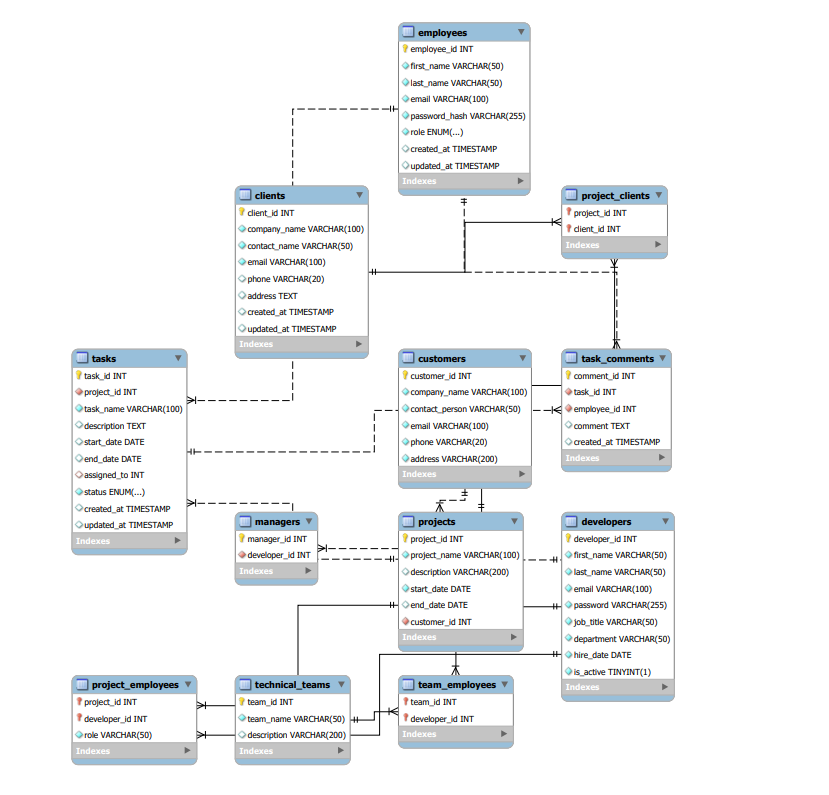 employees
employee_id INT
first_name VARCHAR(50)
last_name VARCHAR(50)
email VARCHAR(100)
password_hash VARCHAR(255)
role ENUM(...)
created_at TIMESTAMP
updated_at TIMESTAMP
Indexes
clients
client_id INT
company_name VARCHAR(100)
contact_name VARCHAR(50)
email VARCHAR(100)
phone VARCHAR(20)
address TEXT
created_at TIMESTAMP
updated_at TIMESTAMP
Indexes
project_clients
project_id INT
client_id INT
Indexes
tasks
task_id INT
project_id INT
task_name VARCHAR(100)
description TEXT
start_date DATE
end_date DATE
assigned_to INT
status ENUM(...)
created_at TIMESTAMP
updated_at TIMESTAMP
Indexes
customers
customer_id INT
company_name VARCHAR(100)
contact_person VARCHAR(50)
email VARCHAR(100)
phone VARCHAR(20)
address VARCHAR(200)
Indexes
task_comments
comment_id INT
task_id INT
employee_id INT
comment TEXT
created_at TIMESTAMP
Indexes
managers
manager_id INT
developer_id INT
Indexes
projects
project_id INT
project_name VARCHAR(100)
description VARCHAR(200)
start_date DATE
end_date DATE
customer_id INT
Indexes
developers
developer_id INT
first_name VARCHAR(50)
last_name VARCHAR(50)
email VARCHAR(100)
password VARCHAR(255)
job_title VARCHAR(50)
department VARCHAR(50)
hire_date DATE
is_active TINYINT(1)
Indexes
project_employees
project_id INT
developer_id INT
role VARCHAR(50)
Indexes
technical_teams
team_id INT
team_name VARCHAR(50)
description VARCHAR(200)
Indexes
team_employees
team_id INT
developer_id INT
Indexes